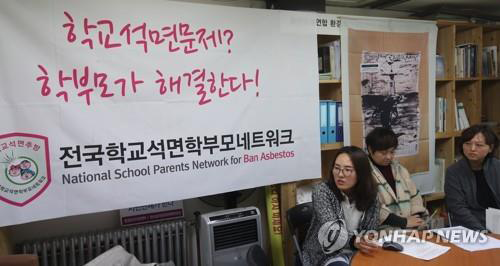 학교석면문제?
학부모가 해결한다!
전국학교석면학부모네트워크
National School Parents Network for Ban Asbestos
YONHAP NEWS